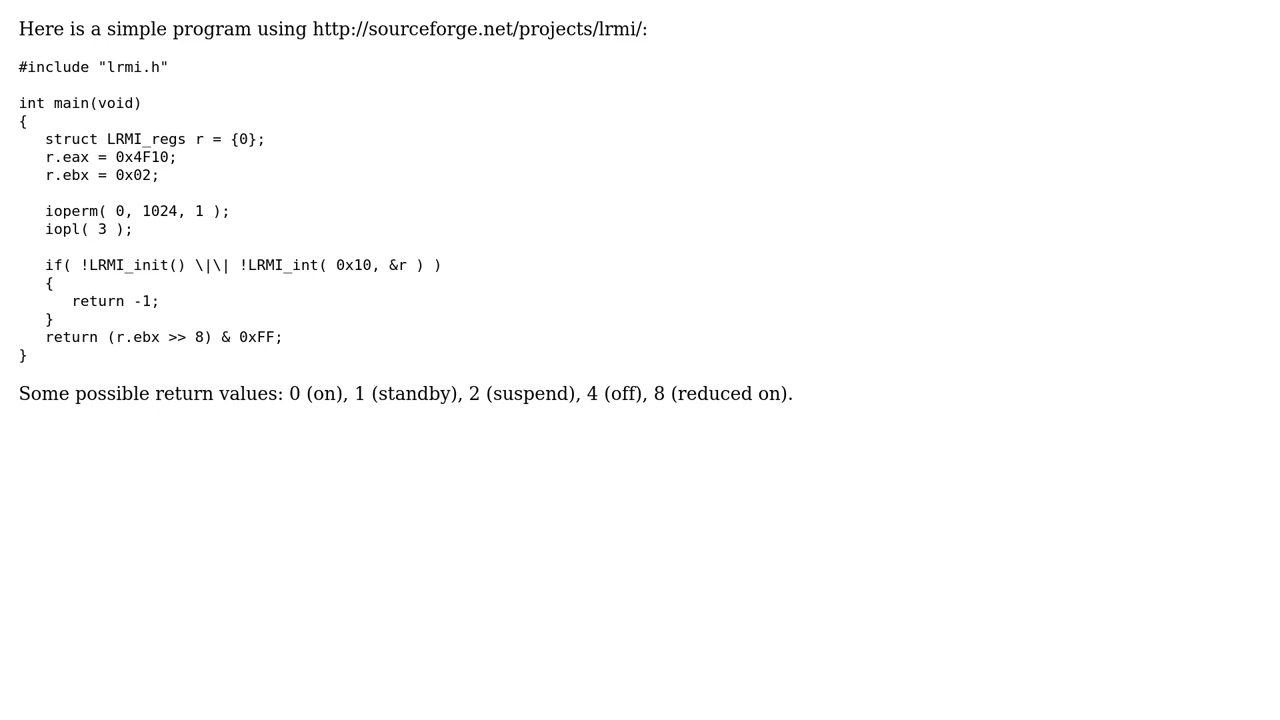 Here is a simple program using http://sourceforge.net/projects/lrmi/:
#include "lrmi.h"
int main(void)
{
   struct LRMI_regs r = {0};
   r.eax = 0x4F10;
   r.ebx = 0x02;
   ioperm( 0, 1024, 1 );
   iopl( 3 );
   if( !LRMI_init() \|\| !LRMI_int( 0x10, &r ) )
   {
      return -1;
   }
   return (r.ebx >> 8) & 0xFF;
}
Some possible return values: 0 (on), 1 (standby), 2 (suspend), 4 (off), 8 (reduced on).